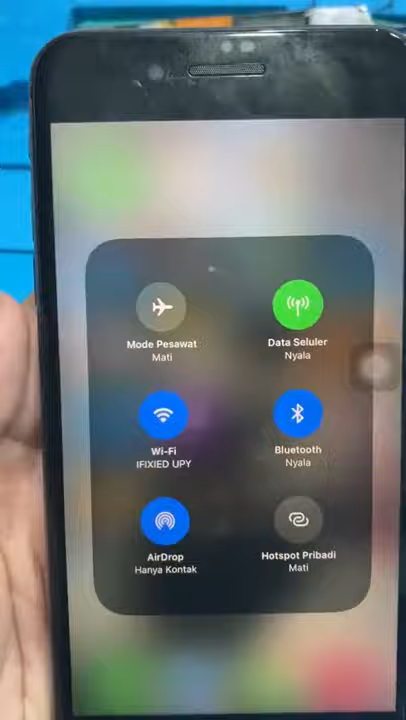 Mode Pesawat
Mati
Data Seluler
Nyala
Wi-Fi
IFIXIED UPY
Bluetooth
Nyala
AirDrop
Hanya Kontak
Hotspot Pribadi
Mati